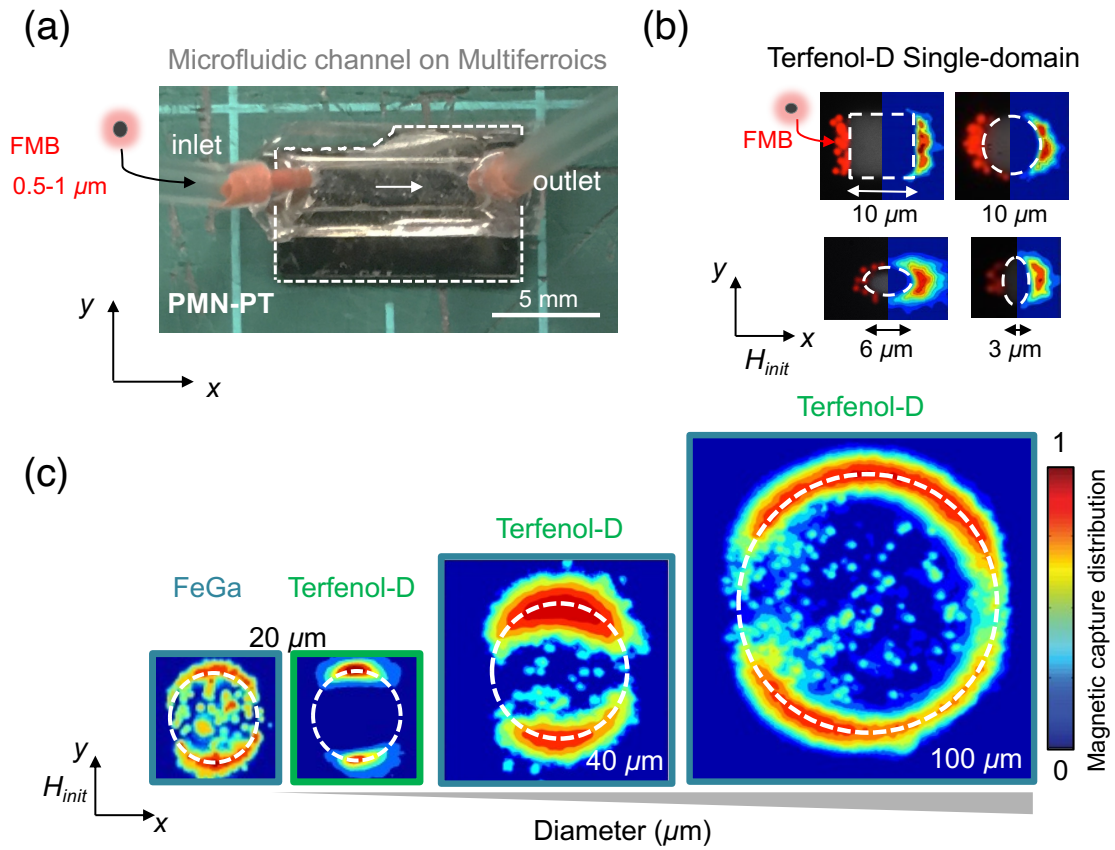 (a)
Microfluidic channel on Multiferroics
FMB
0.5-1 µm
inlet
outlet
PMN-PT
5 mm
y
x
(b)
Terfenol-D Single-domain
FMB
10 µm
10 µm
6 µm
3 µm
y
x
H_init
(c)
FeGa
Terfenol-D
20 µm
Terfenol-D
40 µm
Terfenol-D
100 µm
1
0
Magnetic capture distribution
y
H_init
x
Diameter (µm)